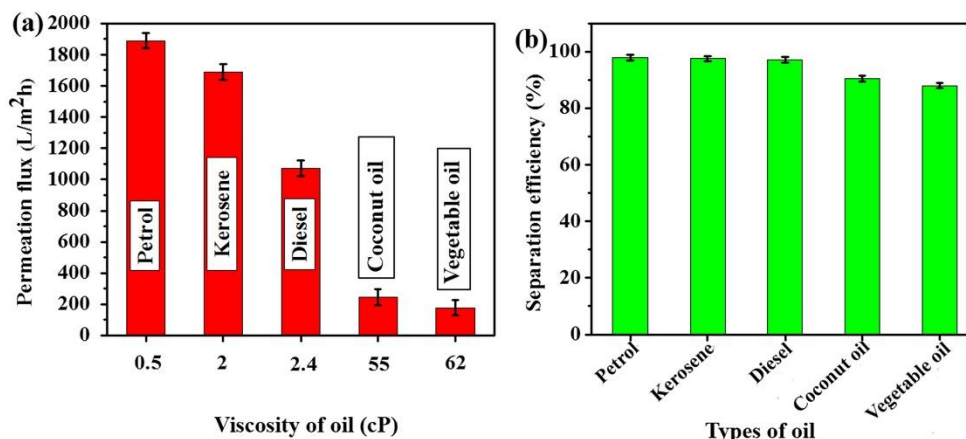 (a)
2000
1800
1600
1400
1200
1000
800
600
400
200
0
Permeation flux (L/m²h)
Petrol
Kerosene
Diesel
Coconut oil
Vegetable oil
0.5 2 2.4 55 62
Viscosity of oil (cP)
(b)
100
80
60
40
20
0
Separation efficiency (%)
Petrol
Kerosene
Diesel
Coconut oil
Vegetable oil
Types of oil